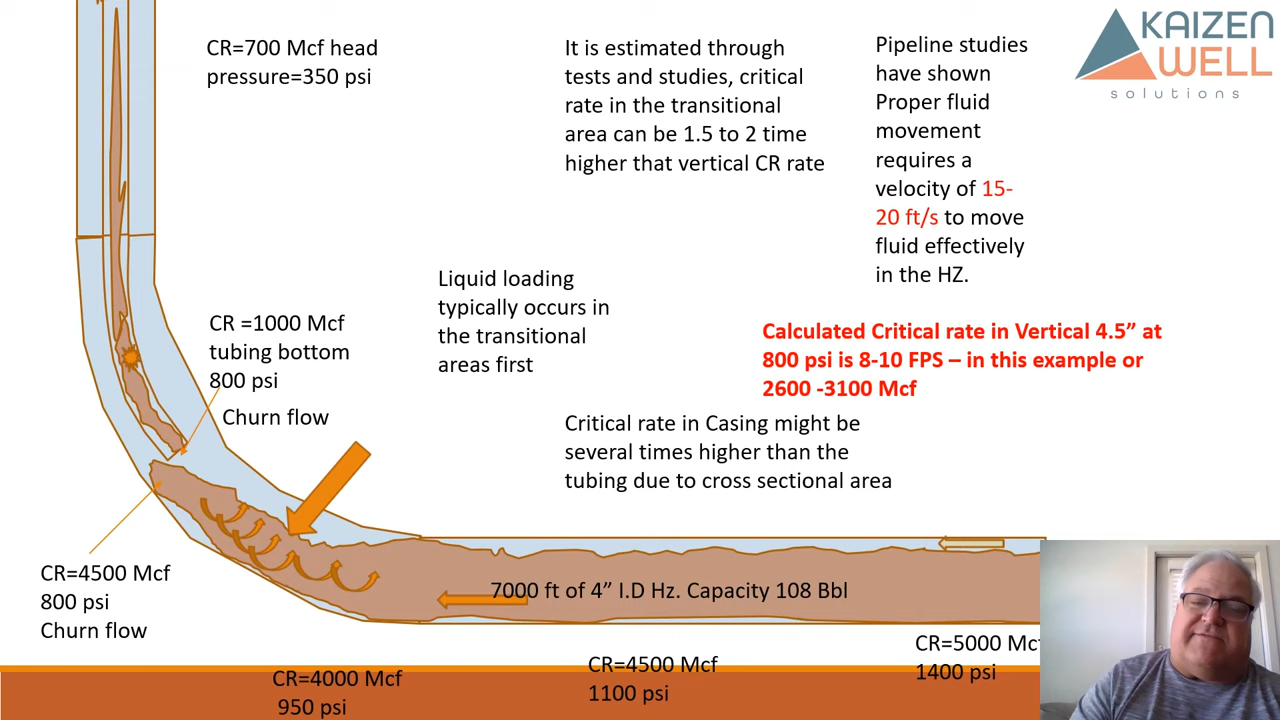 CR=700 Mcf head
pressure=350 psi
It is estimated through
tests and studies, critical
rate in the transitional
area can be 1.5 to 2 time
higher that vertical CR rate
Pipeline studies
have shown
Proper fluid
movement
requires a
velocity of 15-
20 ft/s to move
fluid effectively
in the HZ.
KAIZEN
WELL
solutions
Liquid loading
typically occurs in
the transitional
areas first
CR =1000 Mcf
tubing bottom
800 psi
Churn flow
Calculated Critical rate in Vertical 4.5” at
800 psi is 8-10 FPS – in this example or
2600 -3100 Mcf
Critical rate in Casing might be
several times higher than the
tubing due to cross sectional area
CR=4500 Mcf
800 psi
Churn flow
7000 ft of 4” I.D Hz. Capacity 108 Bbl
CR=4000 Mcf
950 psi
CR=4500 Mcf
1100 psi
CR=5000 Mc
1400 psi